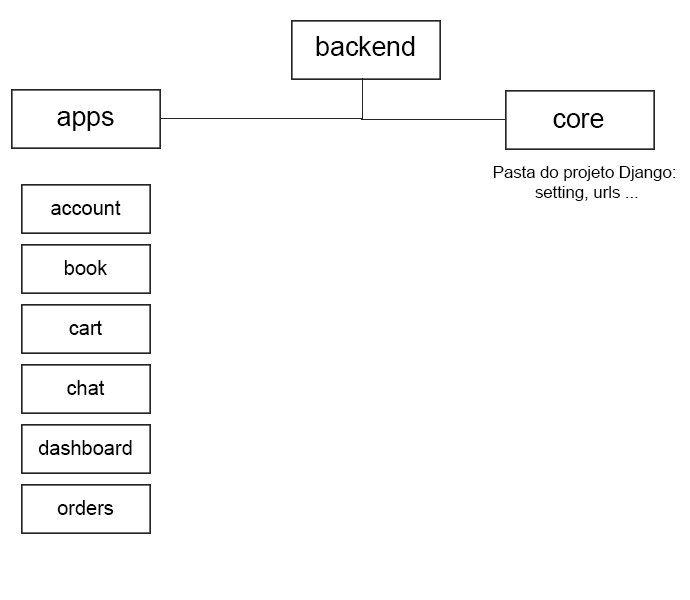 backend
apps
core
Pasta do projeto Django:
setting, urls ...
account
book
cart
chat
dashboard
orders